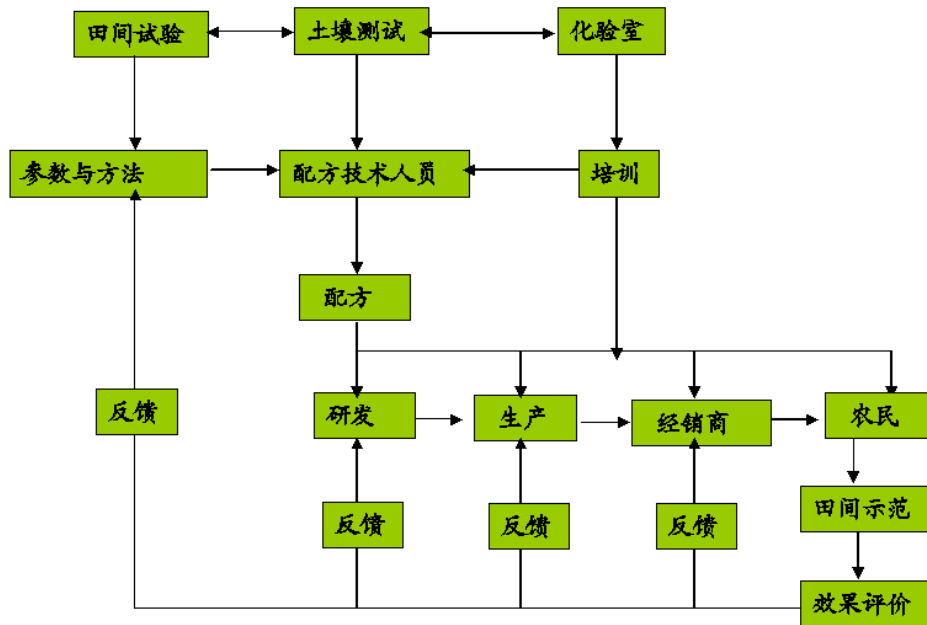 田间试验
土壤测试
化验室
参数与方法
配方技术人员
培训
配方
反馈
研发
生产
经销商
农民
反馈
反馈
反馈
田间示范
效果评价